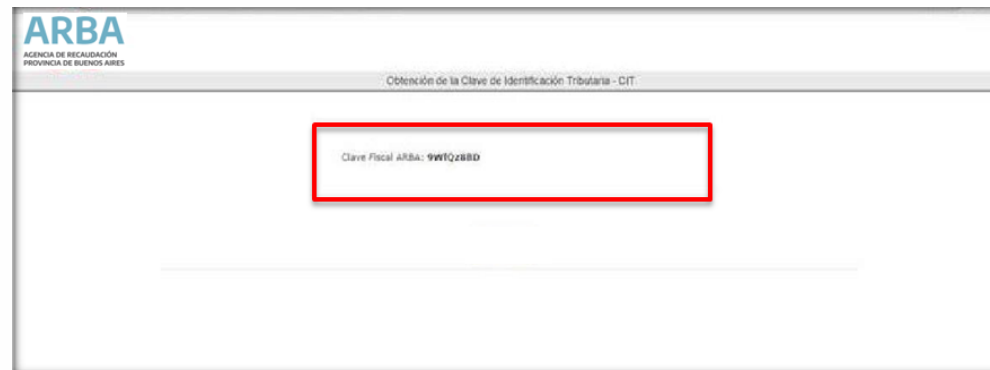 ARBA
AGENCIA DE RECAUDACIÓN
PROVINCIA DE BUENOS AIRES
Obtención de la Clave de Identificación Tributaria - CIT
Clave Fiscal ARBA: